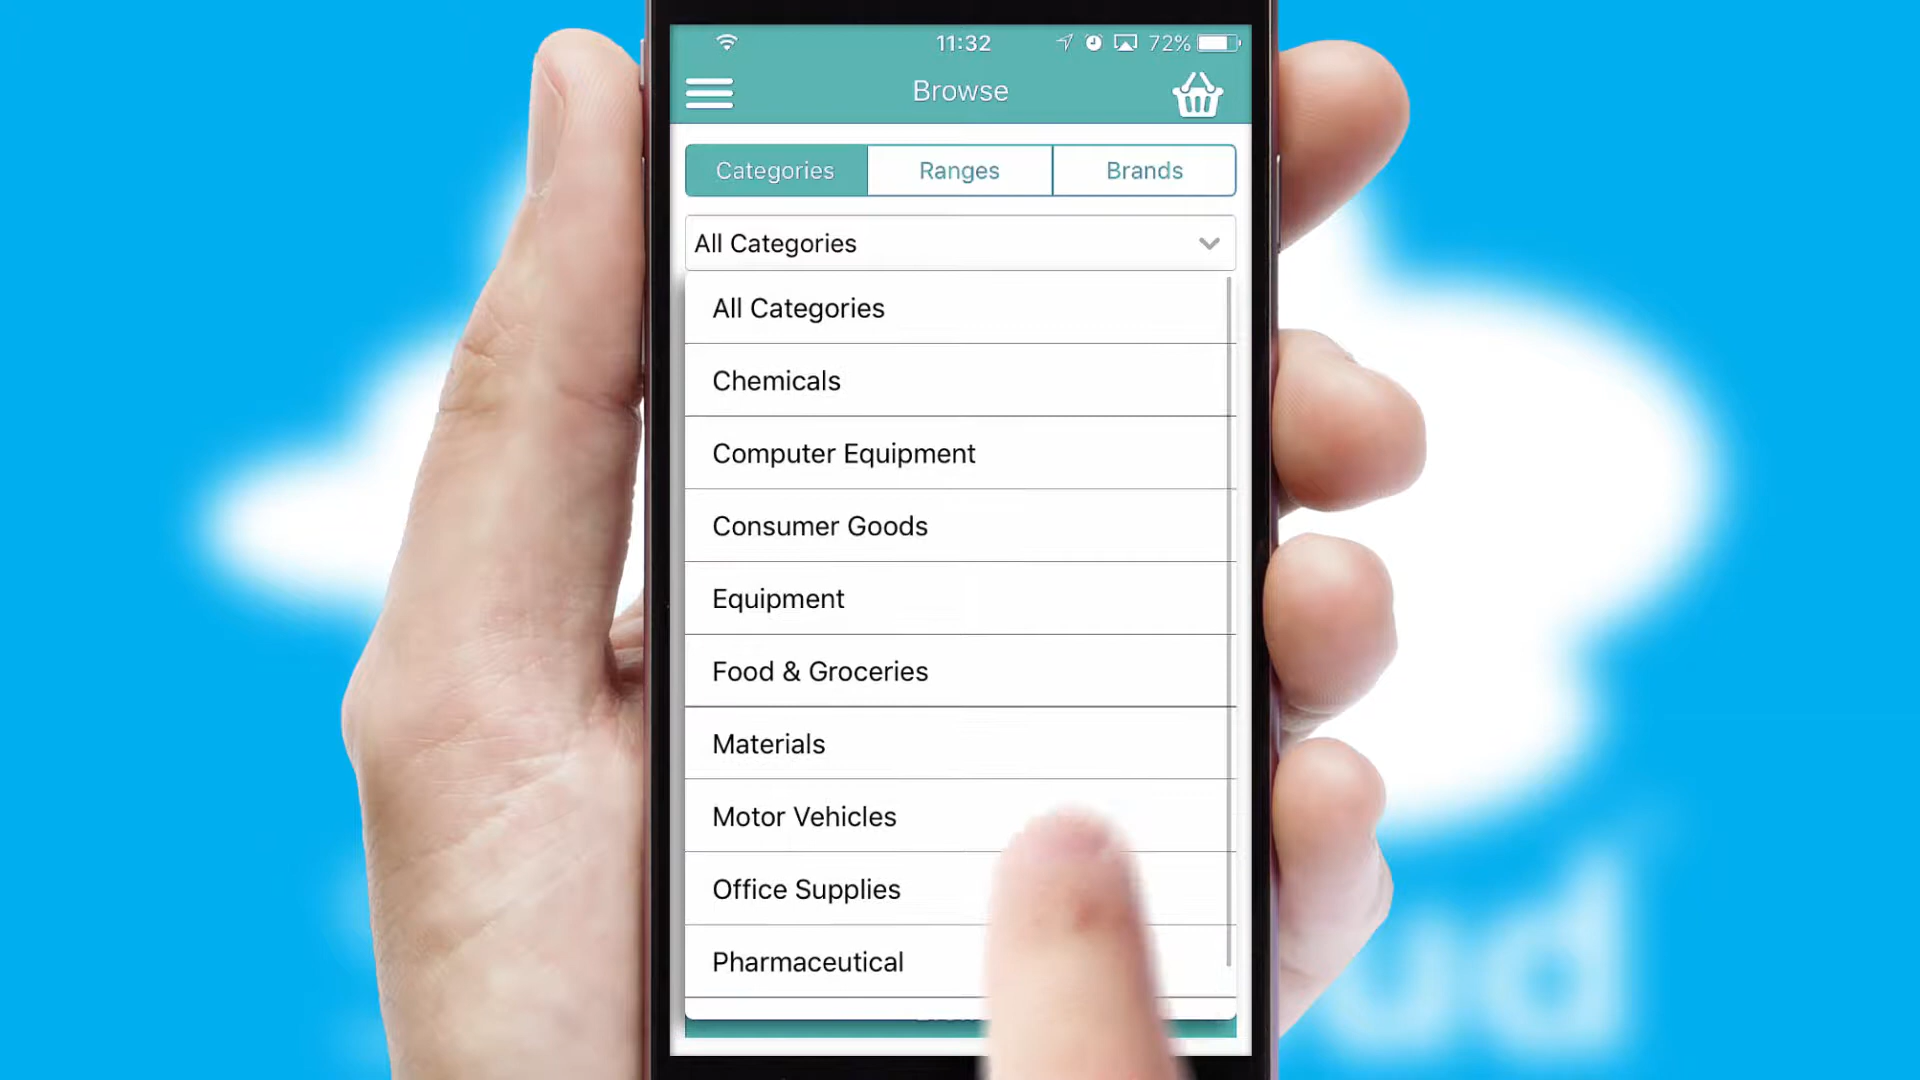 11:32
72%
Browse
Categories
Ranges
Brands
All Categories
All Categories
Chemicals
Computer Equipment
Consumer Goods
Equipment
Food & Groceries
Materials
Motor Vehicles
Office Supplies
Pharmaceutical
ud